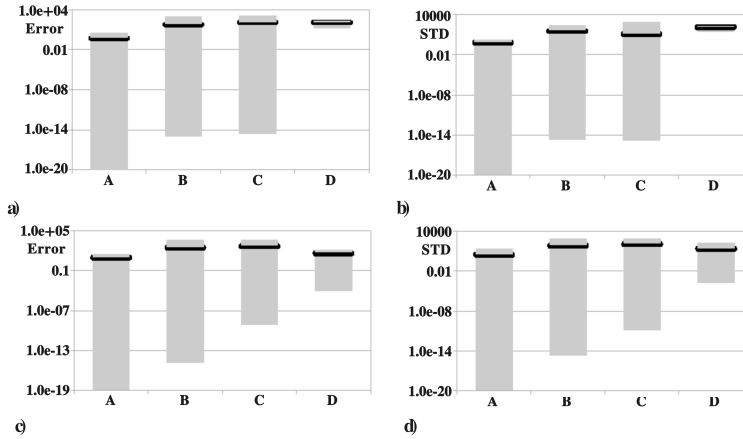 1.0e+04
Error
0.01
1.0e-08
1.0e-14
1.0e-20
A B C D
a)
10000
STD
0.01
1.0e-08
1.0e-14
1.0e-20
A B C D
b)
1.0e+05
Error
0.1
1.0e-07
1.0e-13
1.0e-19
A B C D
c)
10000
STD
0.01
1.0e-08
1.0e-14
1.0e-20
A B C D
d)